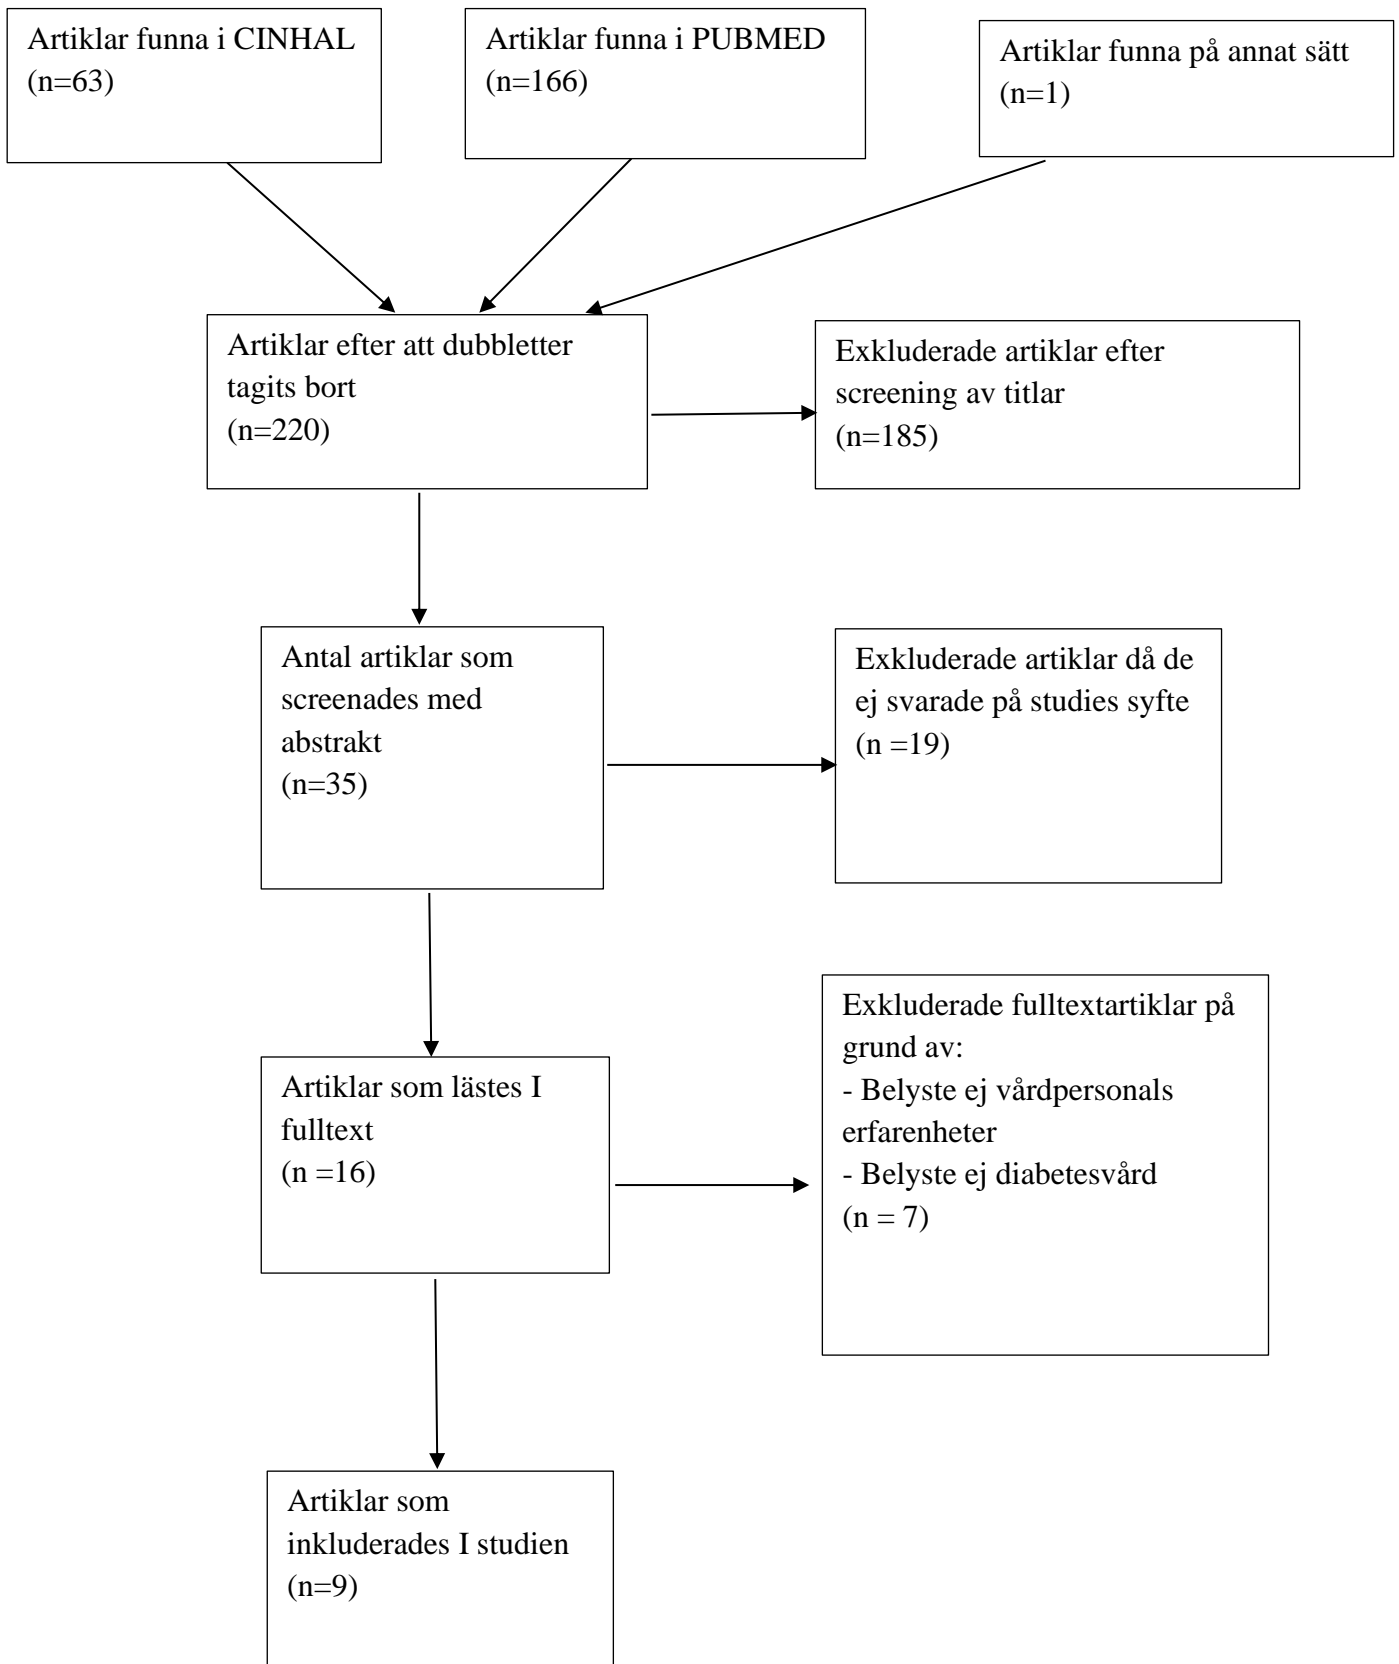 Artiklar funna i CINHAL
(n=63)
Artiklar funna i PUBMED
(n=166)
Artiklar funna på annat sätt
(n=1)
Artiklar efter att dubbletter
tagits bort
(n=220)
Exkluderade artiklar efter
screening av titlar
(n=185)
Antal artiklar som
screenades med
abstrakt
(n=35)
Exkluderade artiklar då de
ej svarade på studies syfte
(n =19)
Artiklar som lästes I
fulltext
(n =16)
Exkluderade fulltextartiklar på
grund av:
- Belyste ej vårdpersonals
erfarenheter
- Belyste ej diabetesvård
(n = 7)
Artiklar som
inkluderades I studien
(n=9)